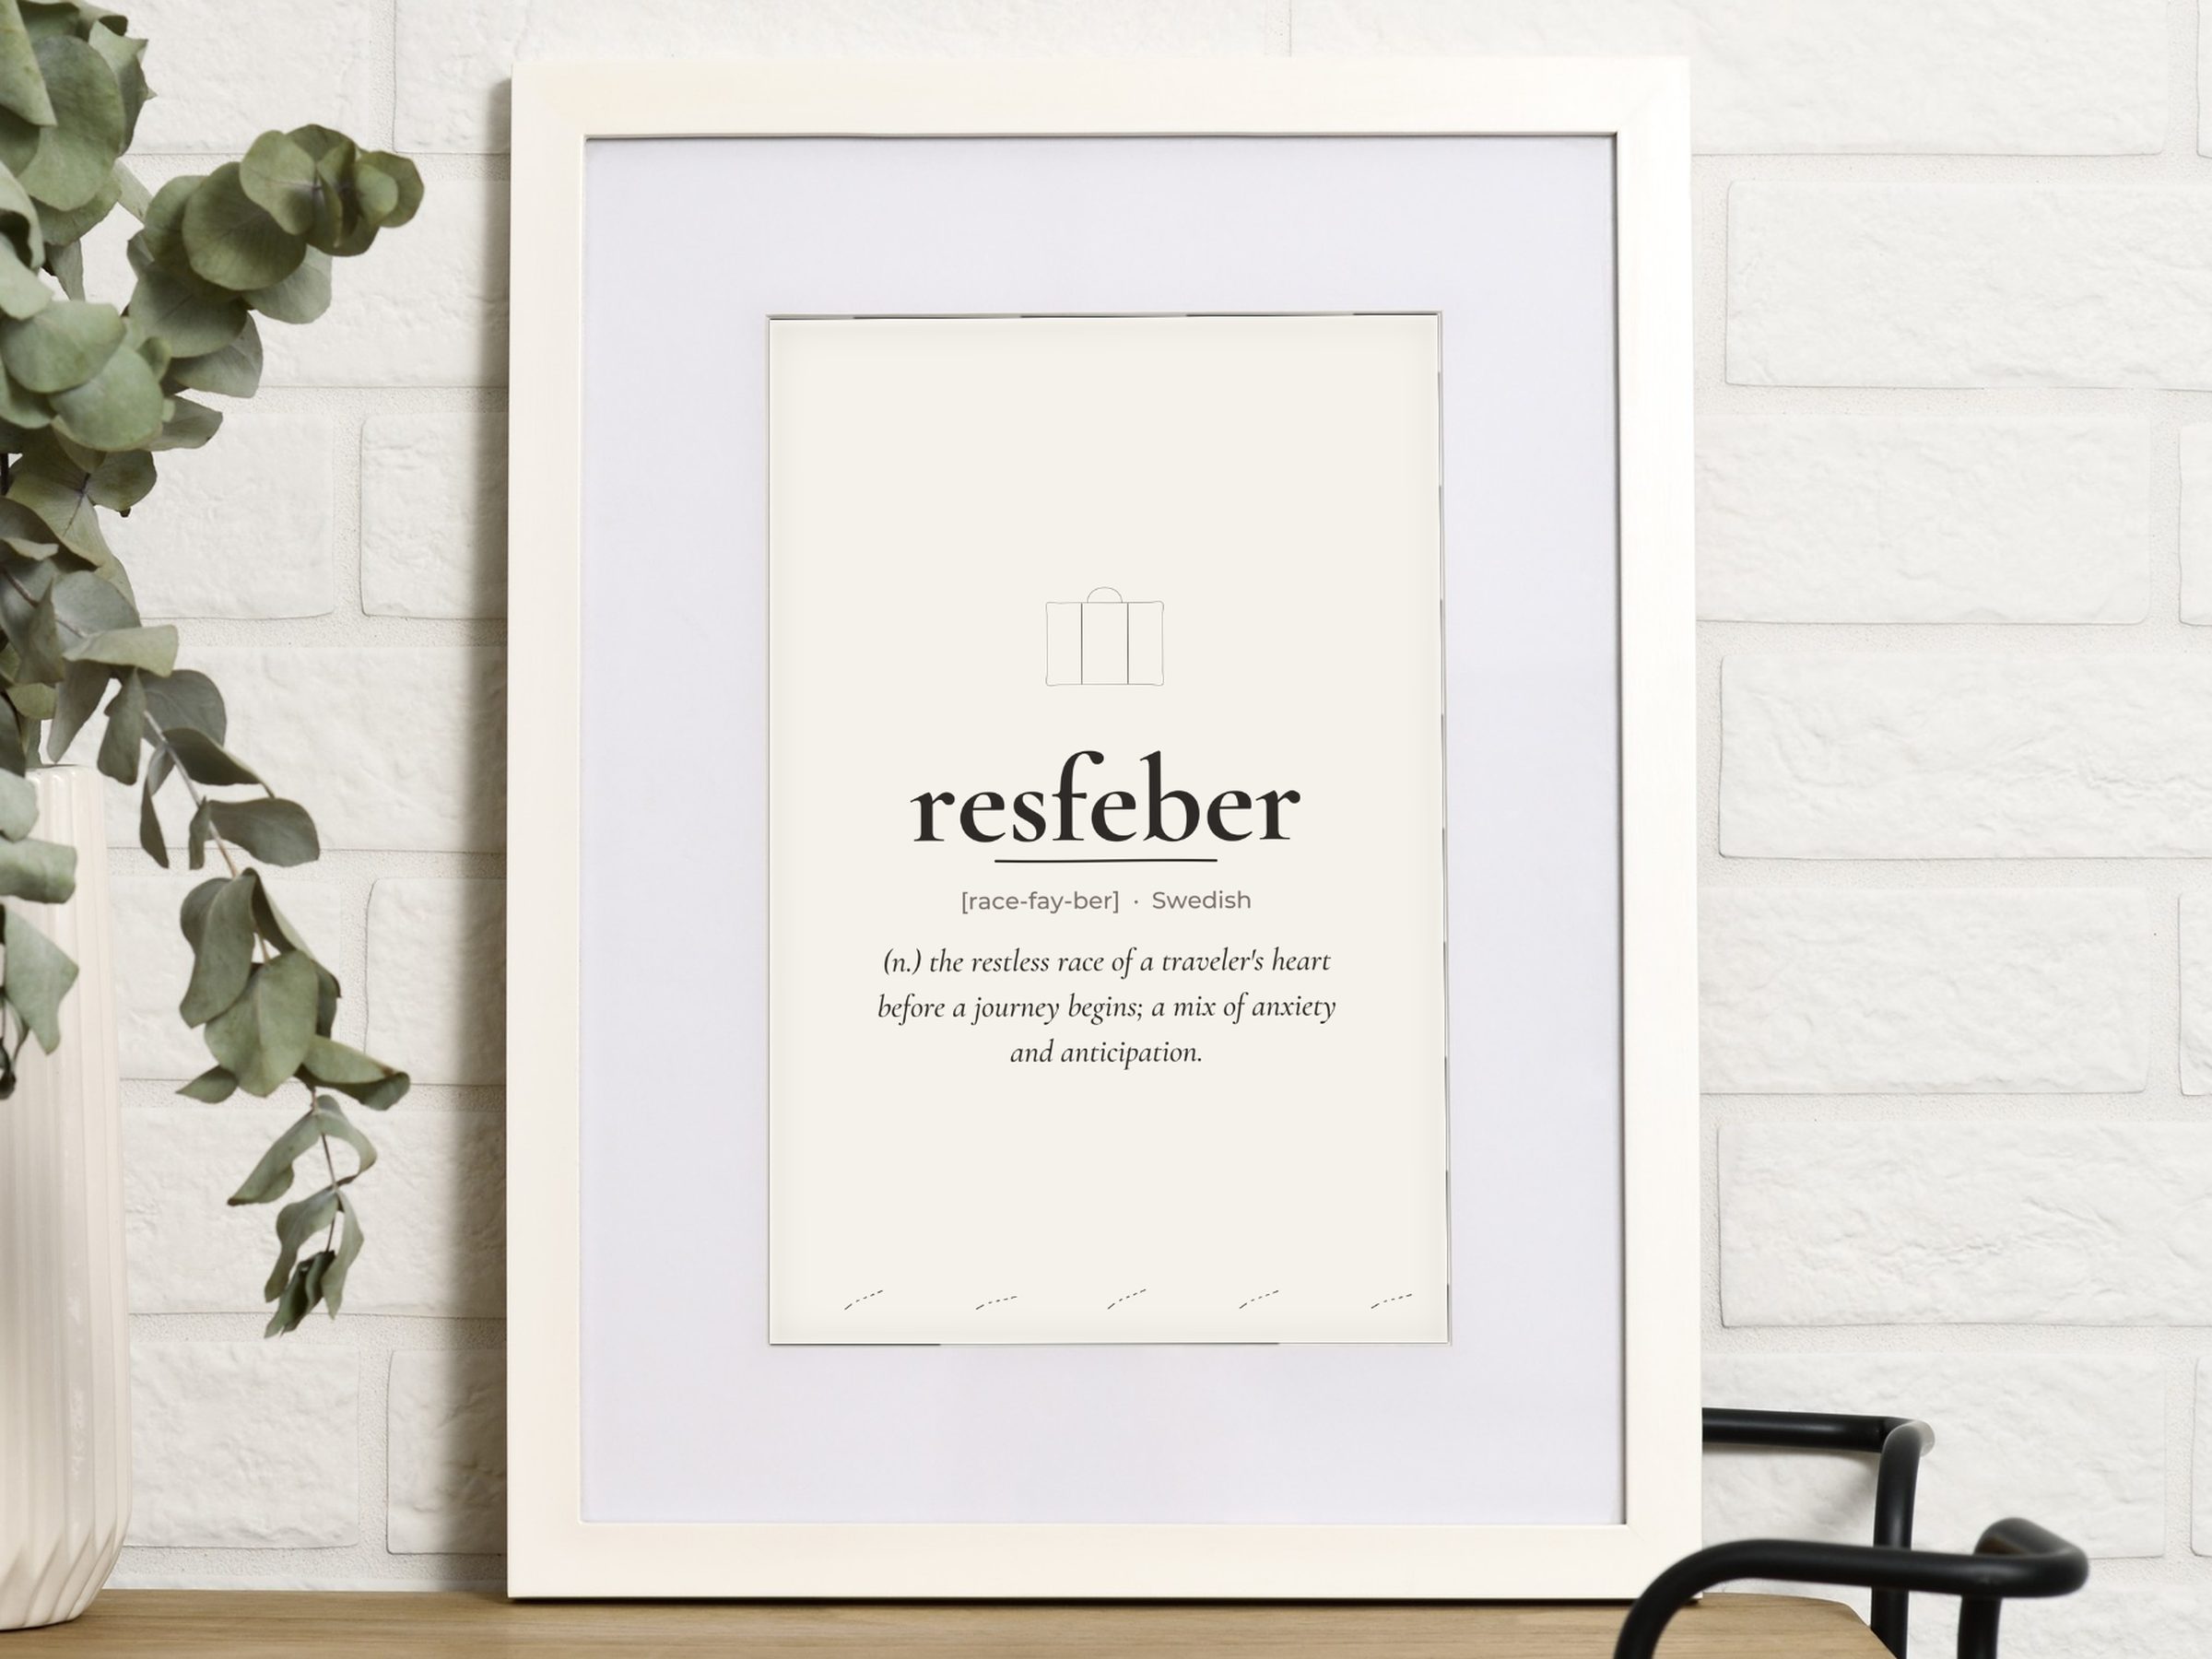 resfeber
[race-fay-ber] · Swedish
(n.) the restless race of a traveler's heart
before a journey begins; a mix of anxiety
and anticipation.